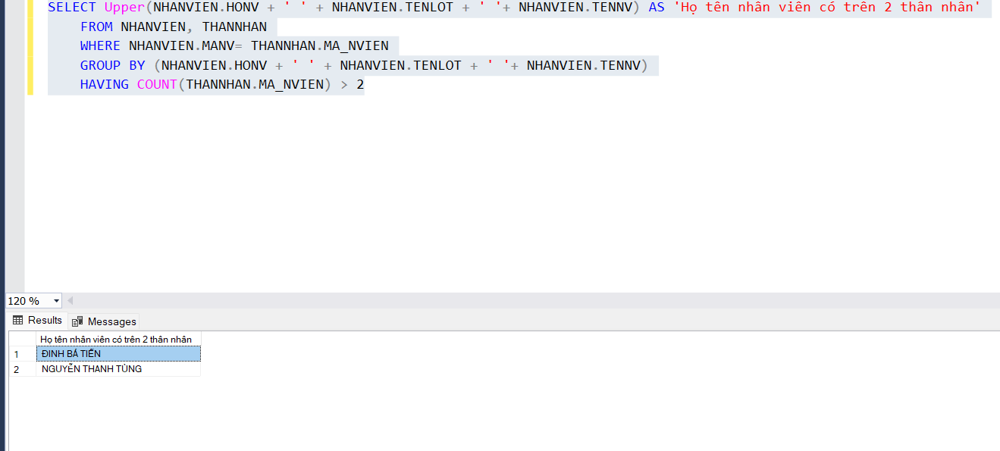 SELECT Upper(NHANVIEN.HONV + ' ' + NHANVIEN.TENLOT + ' '+ NHANVIEN.TENNV) AS 'Họ tên nhân viên có trên 2 thân nhân'
FROM NHANVIEN, THANNHAN
WHERE NHANVIEN.MANV= THANNHAN.MA_NVIEN
GROUP BY (NHANVIEN.HONV + ' ' + NHANVIEN.TENLOT + ' '+ NHANVIEN.TENNV)
HAVING COUNT(THANNHAN.MA_NVIEN) > 2
120 %
Results Messages
Họ tên nhân viên có trên 2 thân nhân
1 ĐINH BÁ TIẾN
2 NGUYỄN THANH TÙNG